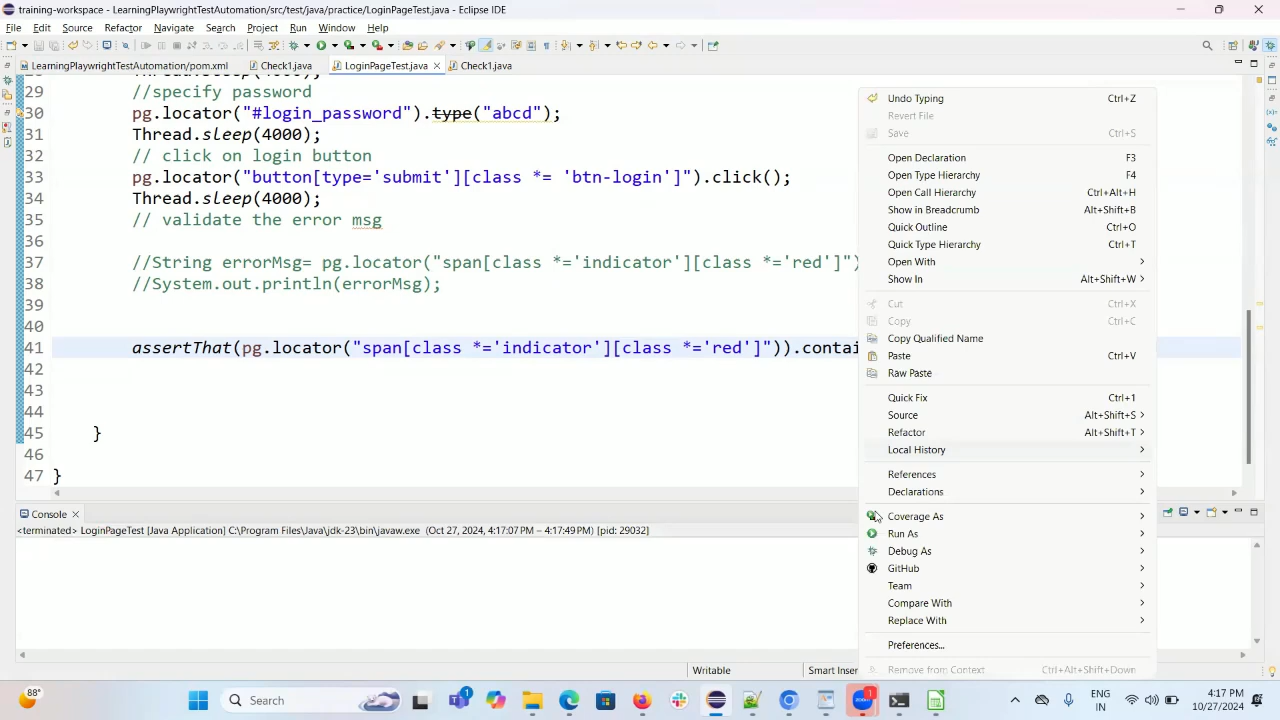 training-workspace - LearningPlaywrightTestAutomation/src/test/java/practice/LoginPageTest.java - Eclipse IDE
File Edit Source Refactor Navigate Search Project Run Window Help
LearningPlaywrightTestAutomation/pom.xml Check1.java LoginPageTest.java Check1.java
29 //specify password
30 pg.locator("#login_password").type("abcd");
31 Thread.sleep(4000);
32 // click on login button
33 pg.locator("button[type='submit'][class *= 'btn-login']").click();
34 Thread.sleep(4000);
35 // validate the error msg
36
37 //String errorMsg= pg.locator("span[class *='indicator'][class *='red']")
38 //System.out.println(errorMsg);
39
40
41 assertThat(pg.locator("span[class *='indicator'][class *='red']")).contai
42
43
44
45 }
46
47 }
Undo Typing Ctrl+Z
Revert File
Save Ctrl+S
Open Declaration F3
Open Type Hierarchy F4
Open Call Hierarchy Ctrl+Alt+H
Show in Breadcrumb Alt+Shift+B
Quick Outline Ctrl+O
Quick Type Hierarchy Ctrl+T
Open With
Show In Alt+Shift+W
Cut Ctrl+X
Copy Ctrl+C
Copy Qualified Name
Paste Ctrl+V
Raw Paste
Quick Fix Ctrl+1
Source Alt+Shift+S
Refactor Alt+Shift+T
Local History
References
Declarations
Coverage As
Run As
Debug As
GitHub
Team
Compare With
Replace With
Preferences...
Remove from Context Ctrl+Alt+Shift+Down
Console
<terminated> LoginPageTest [Java Application] C:\Program Files\Java\jdk-23\bin\javaw.exe (Oct 27, 2024, 4:17:07 PM – 4:17:49 PM) [pid: 29032]
Writable Smart Inser
88° Search 1 1 ENG IN 4:17 PM 10/27/2024